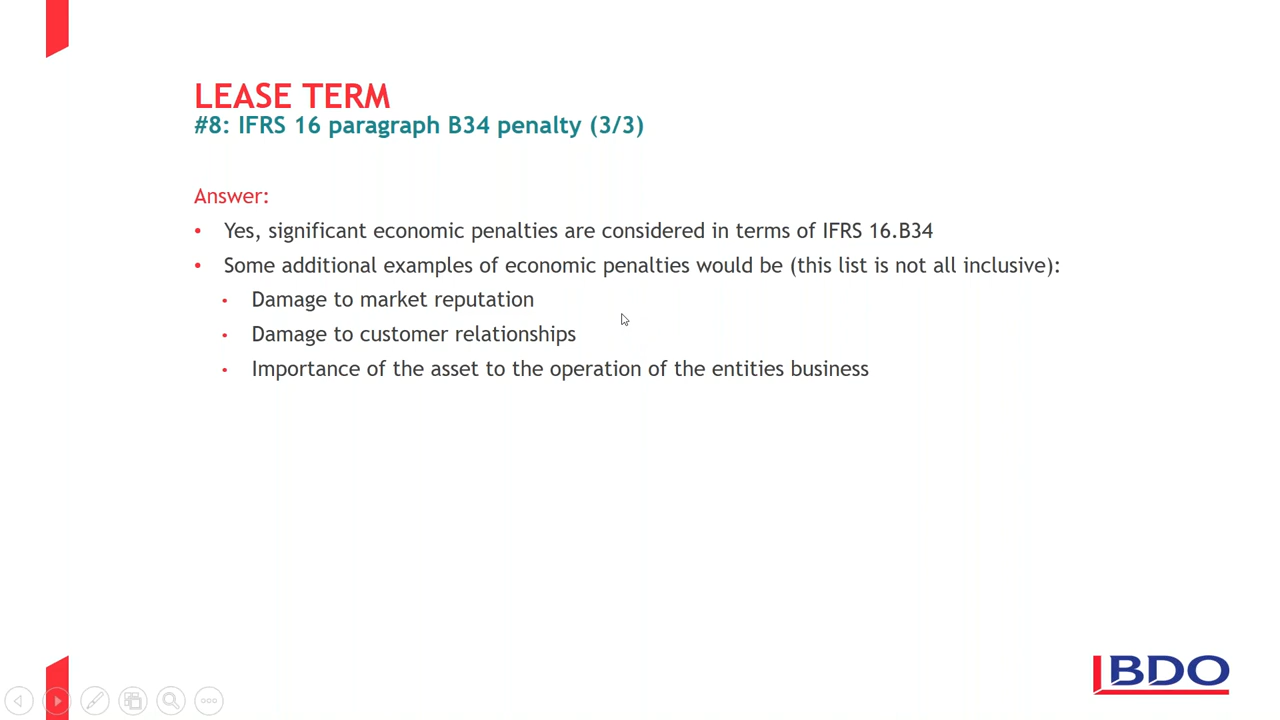 LEASE TERM
#8: IFRS 16 paragraph B34 penalty (3/3)
Answer:
• Yes, significant economic penalties are considered in terms of IFRS 16.B34
• Some additional examples of economic penalties would be (this list is not all inclusive):
• Damage to market reputation
• Damage to customer relationships
• Importance of the asset to the operation of the entities business
BDO